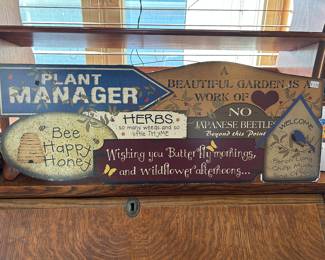 PLANT
MANAGER
A
BEAUTIFUL GARDEN IS A
WORK OF
HERBS
so many weeds and so
little Thyme
NO
JAPANESE BEETLES
Beyond this Point
Bee
Happy
Honey
Wishing you Butterfly mornings,
and wildflower afternoons...
WELCOME